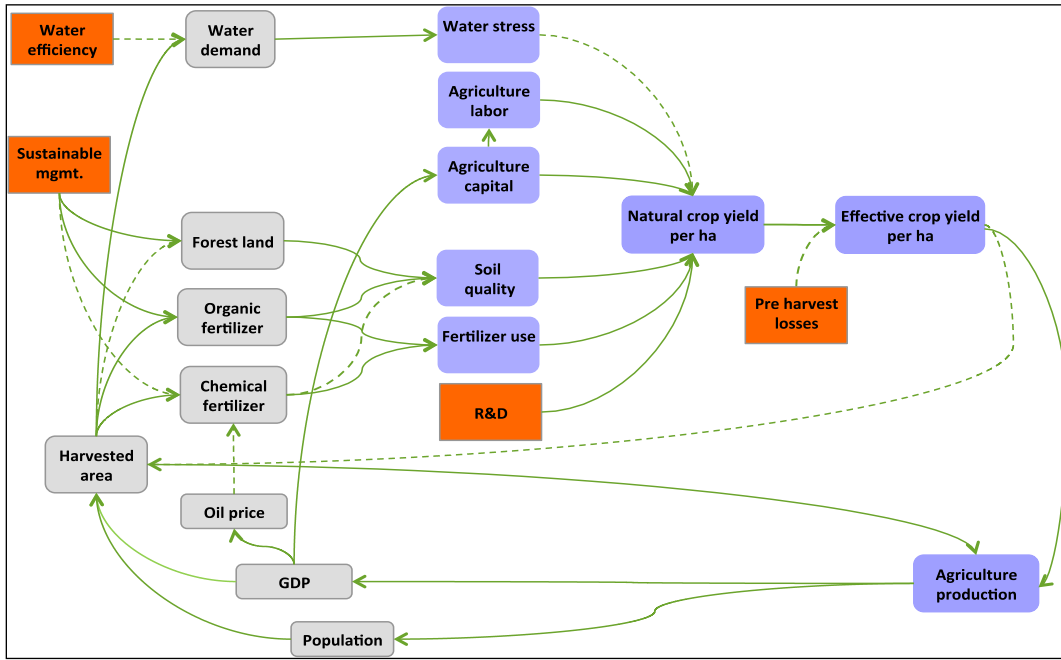 Water
efficiency
Water
demand
Water stress
Agriculture
labor
Sustainable
mgmt.
Agriculture
capital
Natural crop yield
per ha
Effective crop yield
per ha
Forest land
Soil
quality
Organic
fertilizer
Pre harvest
losses
Fertilizer use
Chemical
fertilizer
R&D
Harvested
area
Oil price
GDP
Agriculture
production
Population